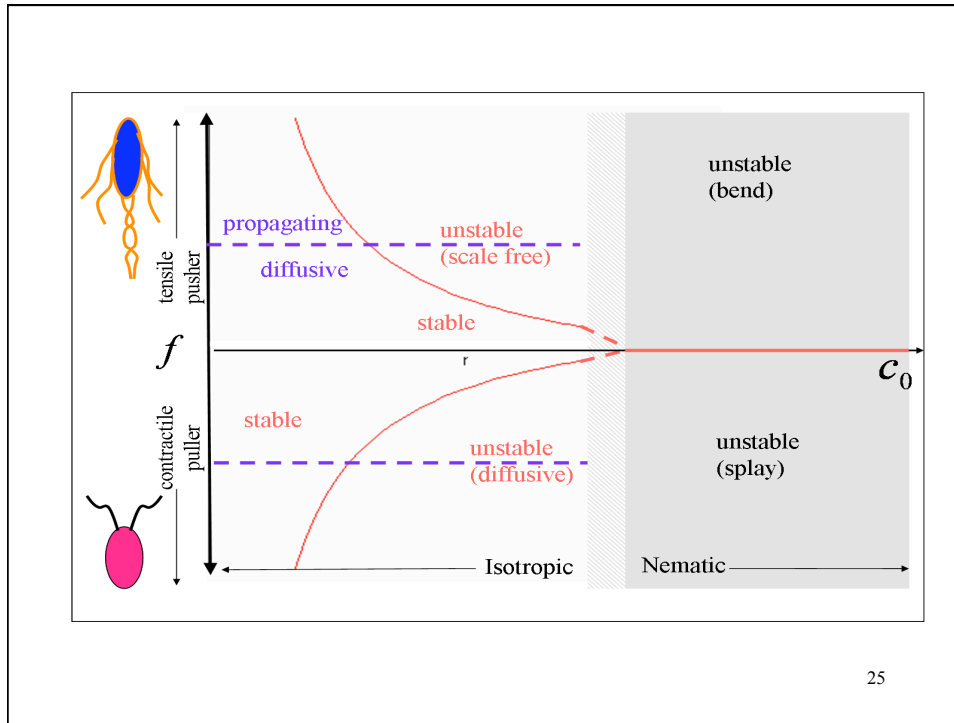 unstable
(bend)
propagating
unstable
(scale free)
diffusive
tensile
pusher
stable
f
r
c0
stable
contractile
puller
unstable
(diffusive)
unstable
(splay)
Isotropic
Nematic
25